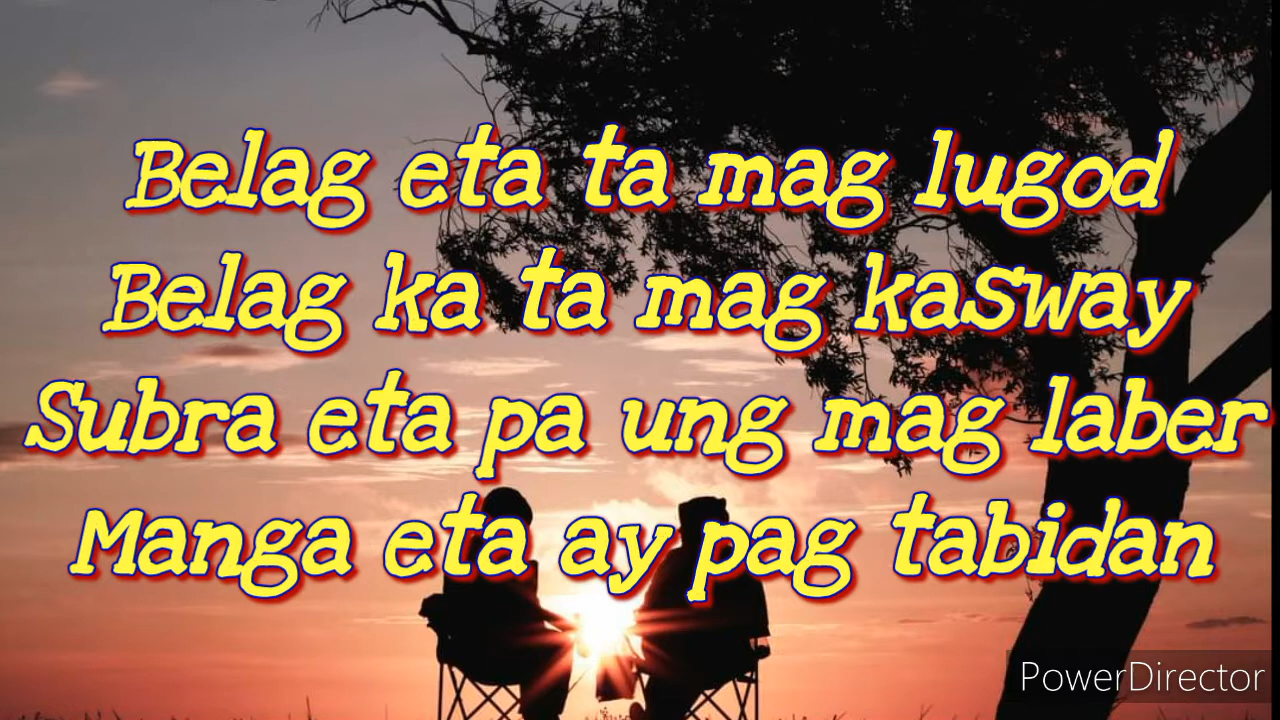 Belag eta ta mag lugod
Belag ka ta mag kasway
Subra eta pa ung mag laber
Manga eta ay pag tabidan
PowerDirector